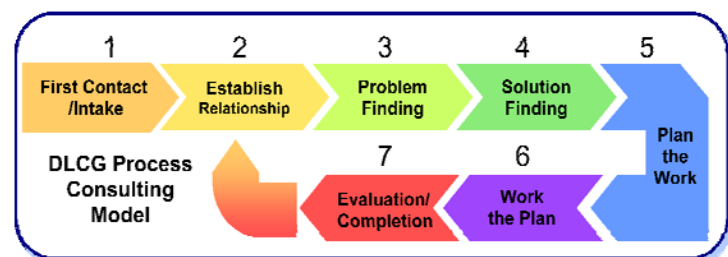 1
2
3
4
5
First Contact
/Intake
Establish
Relationship
Problem
Finding
Solution
Finding
Plan
the
Work
DLCG Process
Consulting
Model
7
6
Evaluation/
Completion
Work
the Plan